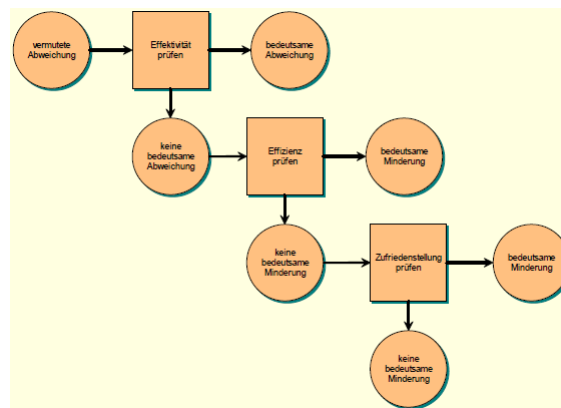 vermutete
Abweichung
Effektivität
prüfen
bedeutsame
Abweichung
keine
bedeutsame
Abweichung
Effizienz
prüfen
bedeutsame
Minderung
keine
bedeutsame
Minderung
Zufriedenstellung
prüfen
bedeutsame
Minderung
keine
bedeutsame
Minderung